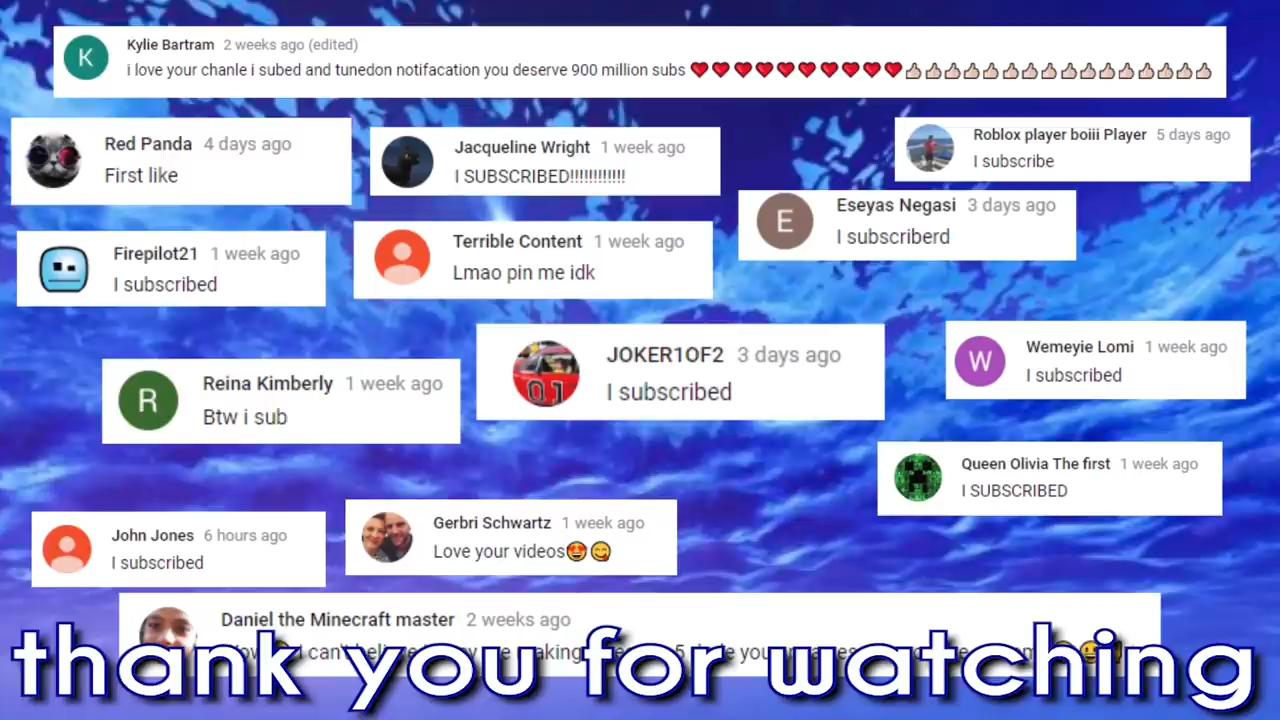 K
Kylie Bartram 2 weeks ago (edited)
i love your chanle i subed and tunedon notifacation you deserve 900 million subs ❤❤❤❤❤❤❤❤❤❤👍🏻👍🏻👍🏻👍🏻👍🏻👍🏻👍🏻👍🏻👍🏻👍🏻👍🏻👍🏻👍🏻👍🏻👍🏻👍🏻
Red Panda 4 days ago
First like
Jacqueline Wright 1 week ago
I SUBSCRIBED!!!!!!!!!!!!
Roblox player boiii Player 5 days ago
I subscribe
E
Eseyas Negasi 3 days ago
I subscriberd
Firepilot21 1 week ago
I subscribed
Terrible Content 1 week ago
Lmao pin me idk
JOKER1OF2 3 days ago
I subscribed
01
W
Wemeyie Lomi 1 week ago
I subscribed
R
Reina Kimberly 1 week ago
Btw i sub
Queen Olivia The first 1 week ago
I SUBSCRIBED
Gerbri Schwartz 1 week ago
Love your videos🤩😋
John Jones 6 hours ago
I subscribed
Daniel the Minecraft master 2 weeks ago
thank you for watching